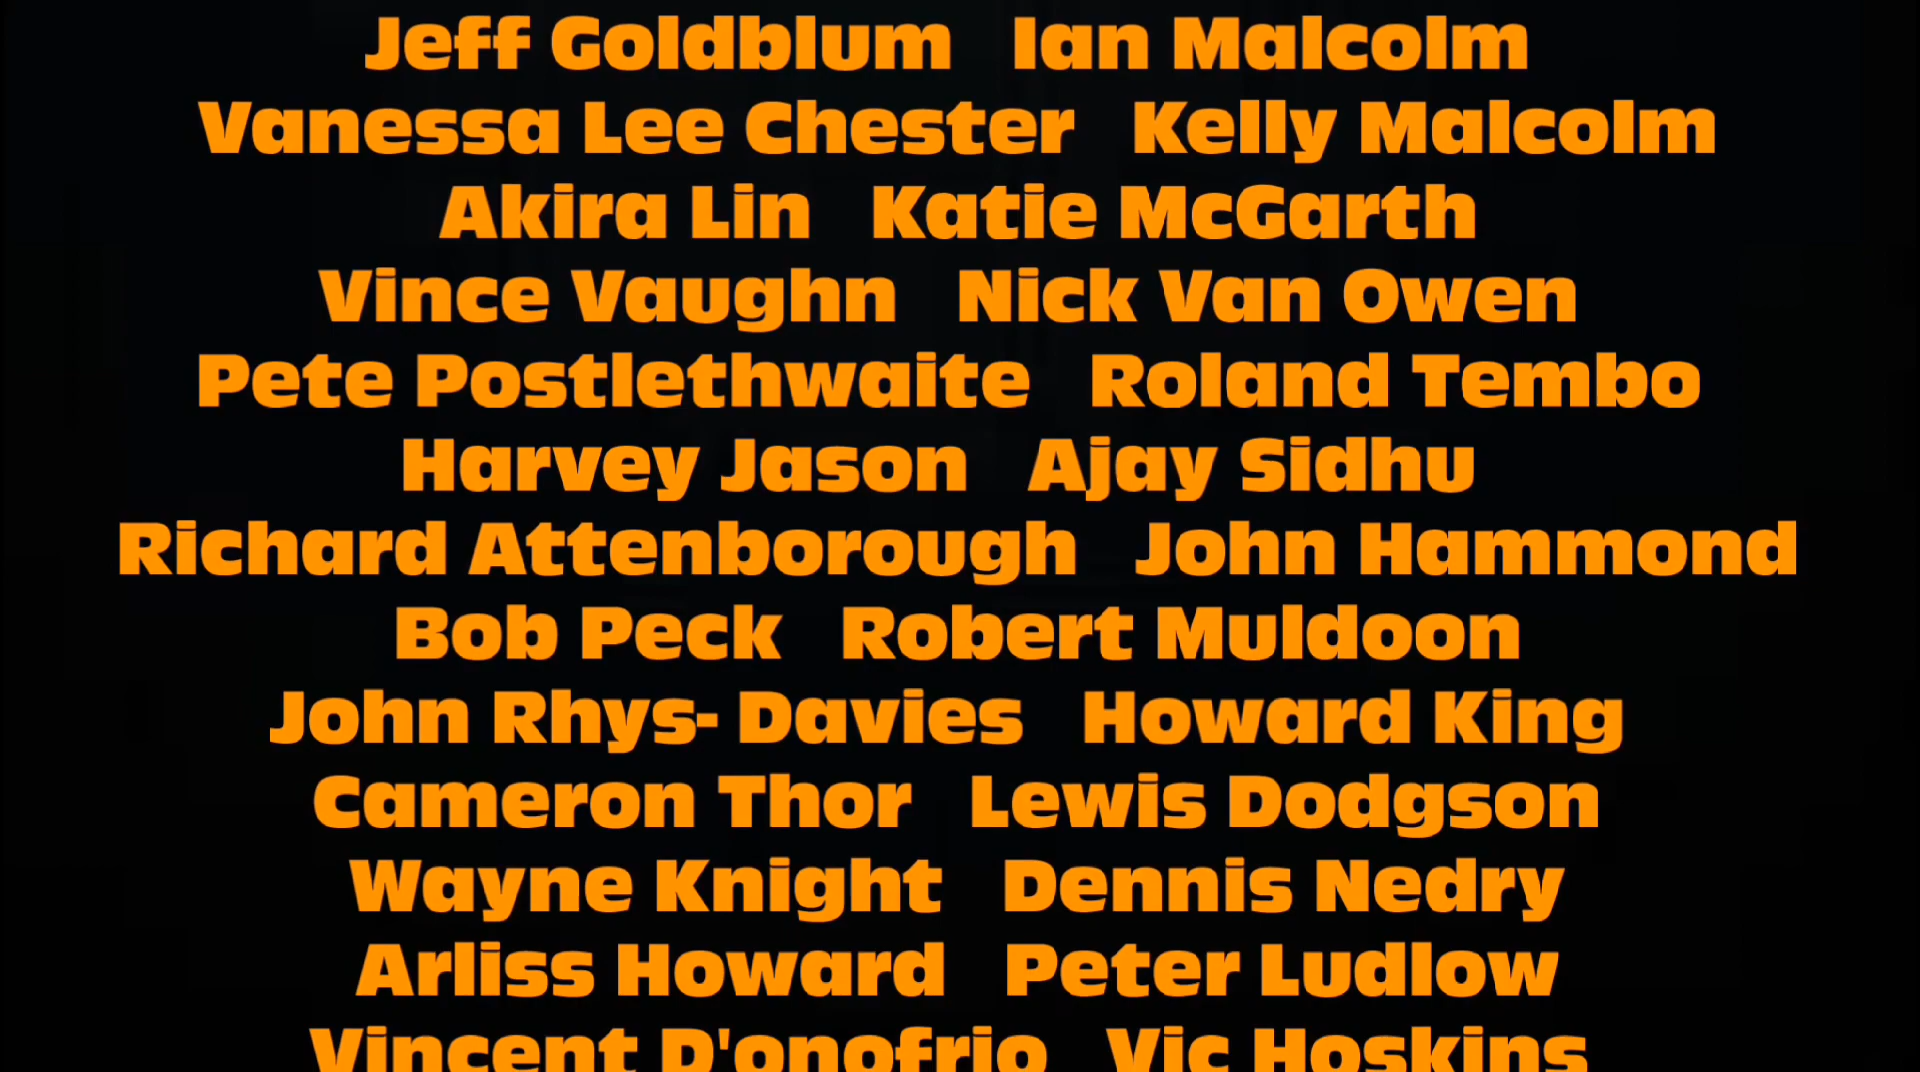 Jeff Goldblum Ian Malcolm
Vanessa Lee Chester Kelly Malcolm
Akira Lin Katie McGarth
Vince Vaughn Nick Van Owen
Pete Postlethwaite Roland Tembo
Harvey Jason Ajay Sidhu
Richard Attenborough John Hammond
Bob Peck Robert Muldoon
John Rhys- Davies Howard King
Cameron Thor Lewis Dodgson
Wayne Knight Dennis Nedry
Arliss Howard Peter Ludlow
Vincent D'onofrio Vic Hoskins